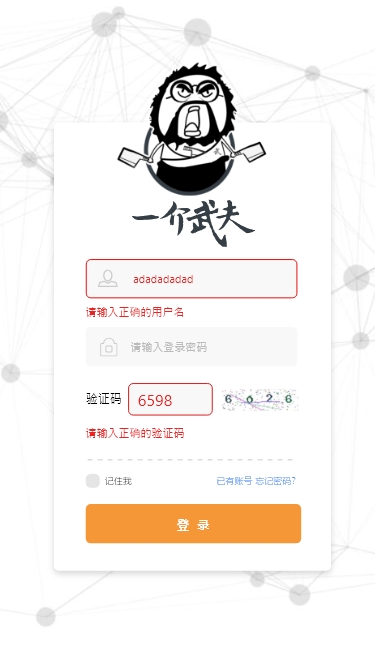 一介武夫
adadadadad
请输入正确的用户名
请输入登录密码
验证码 6598 6026
请输入正确的验证码
记住我 已有账号 忘记密码?
登 录